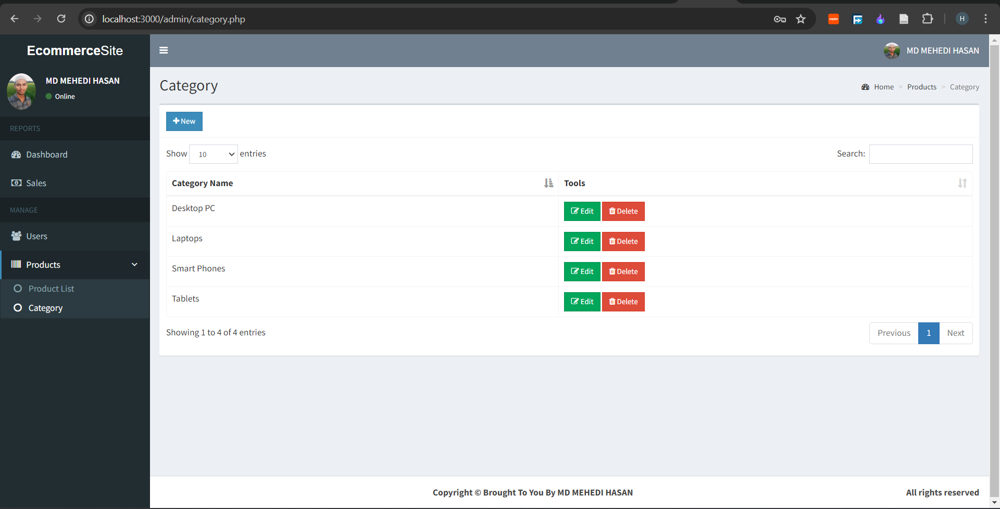 localhost:3000/admin/category.php
zapier
H
EcommerceSite
MD MEHEDI HASAN
MD MEHEDI HASAN
Online
Category
Home > Products > Category
REPORTS
New
Dashboard
Show 10 entries
Search:
Sales
Category Name
Tools
MANAGE
Desktop PC
Edit
Delete
Users
Laptops
Edit
Delete
Products
Smart Phones
Edit
Delete
Product List
Category
Tablets
Edit
Delete
Showing 1 to 4 of 4 entries
Previous
1
Next
Copyright © Brought To You By MD MEHEDI HASAN
All rights reserved